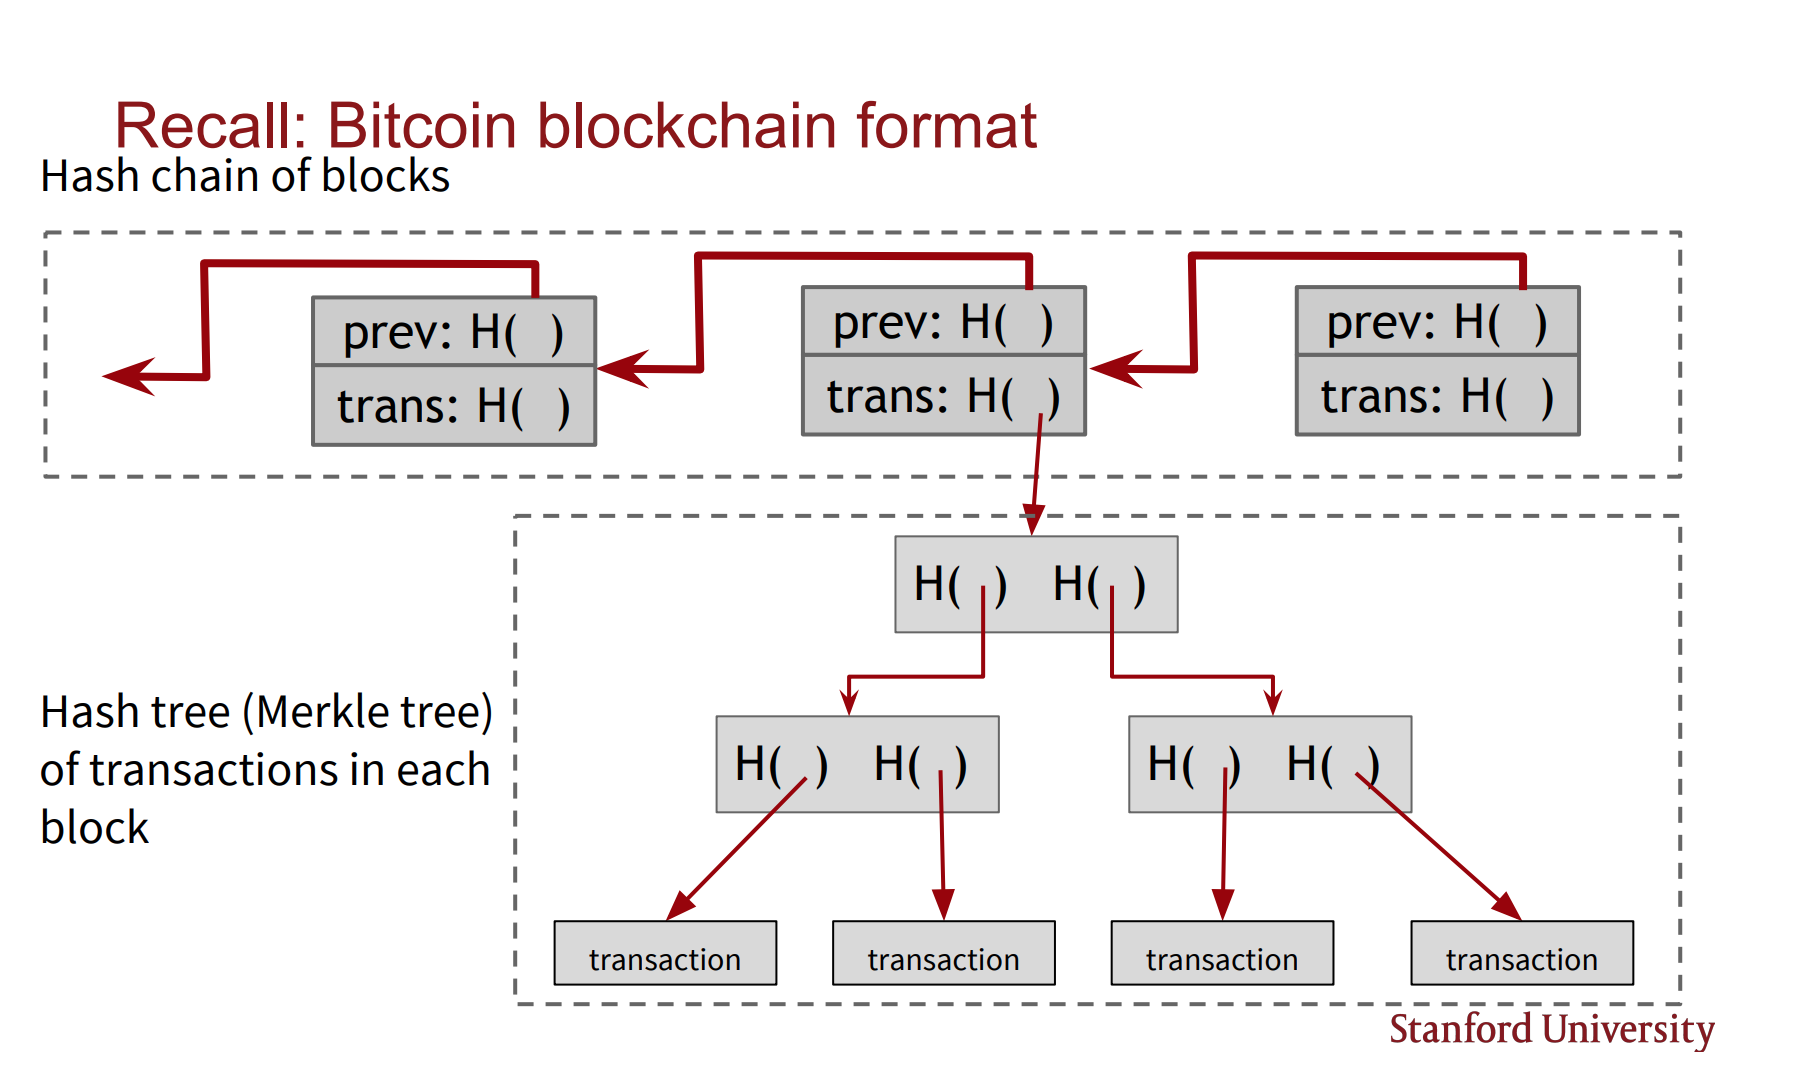 Recall: Bitcoin blockchain format
Hash chain of blocks
prev: H(  )
trans: H(  )
prev: H(  )
trans: H(  )
prev: H(  )
trans: H(  )
H(  )  H(  )
Hash tree (Merkle tree)
of transactions in each
block
H(  )  H(  )
H(  )  H(  )
transaction
transaction
transaction
transaction
Stanford University